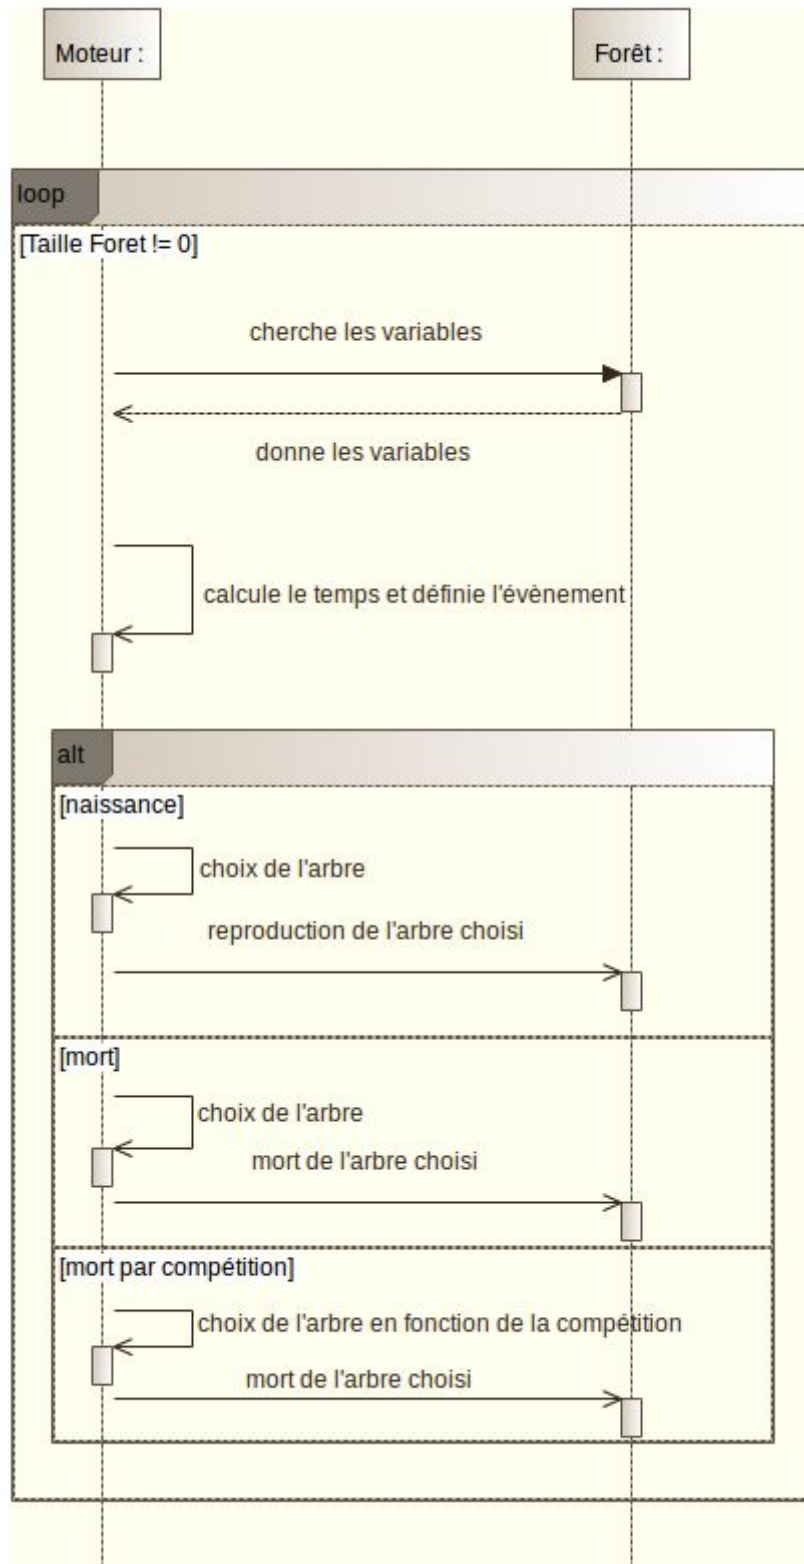 Moteur :
Forêt :
loop
[Taille Foret != 0]
cherche les variables
donne les variables
calcule le temps et définie l'évènement
alt
[naissance]
choix de l'arbre
reproduction de l'arbre choisi
[mort]
choix de l'arbre
mort de l'arbre choisi
[mort par compétition]
choix de l'arbre en fonction de la compétition
mort de l'arbre choisi